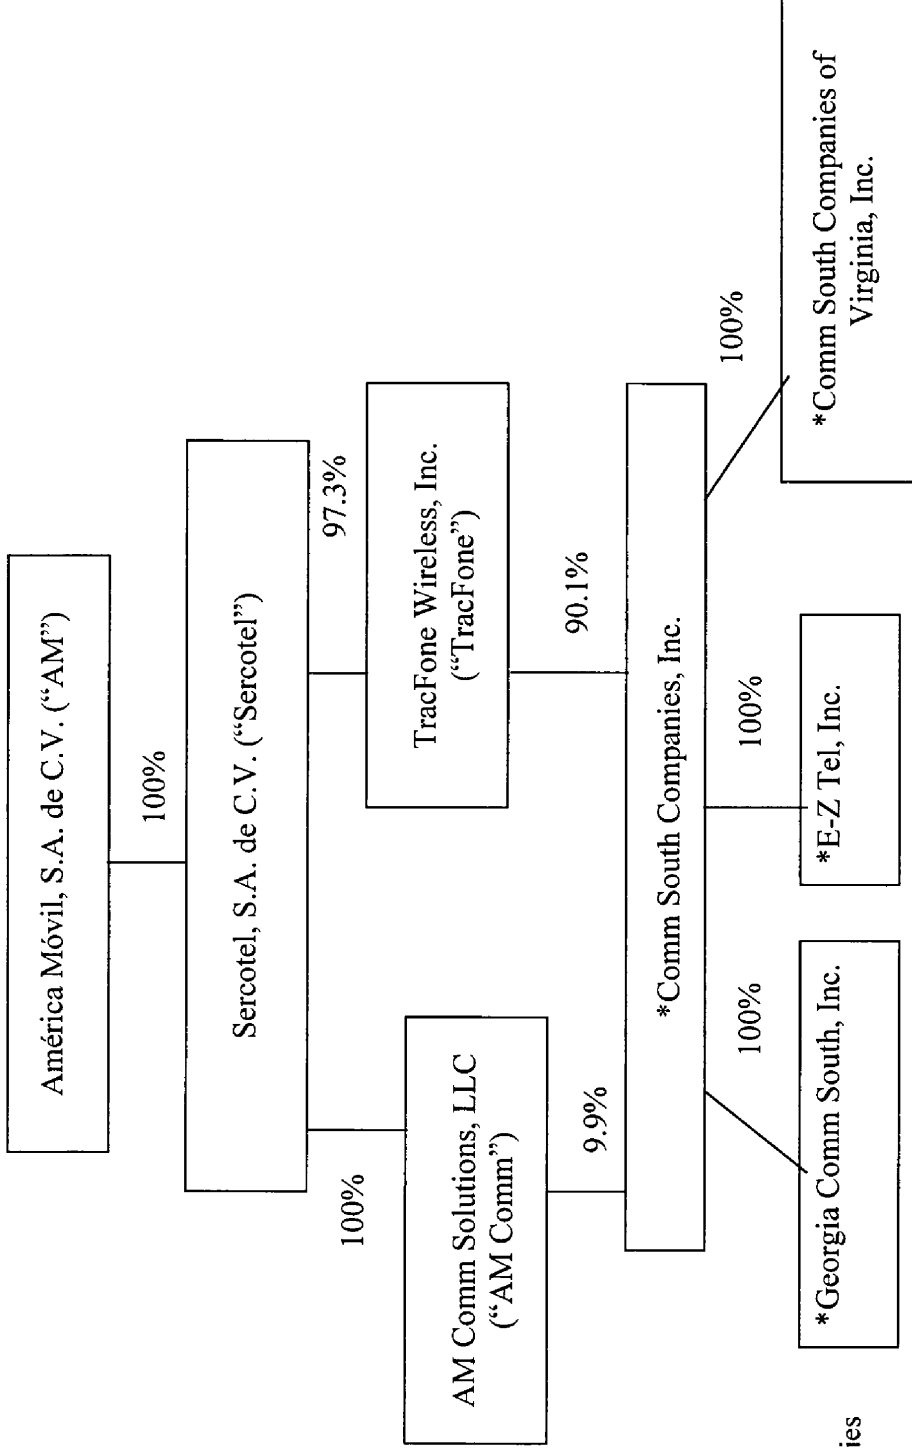 América Móvil, S.A. de C.V. (“AM”)
100%
Sercotel, S.A. de C.V. (“Sercotel”)
100%
97.3%
AM Comm Solutions, LLC
(“AM Comm”)
TracFone Wireless, Inc.
(“TracFone”)
9.9%
90.1%
*Comm South Companies, Inc.
100%
100%
100%
*Georgia Comm South, Inc.
*E-Z Tel, Inc.
*Comm South Companies of
Virginia, Inc.
ies